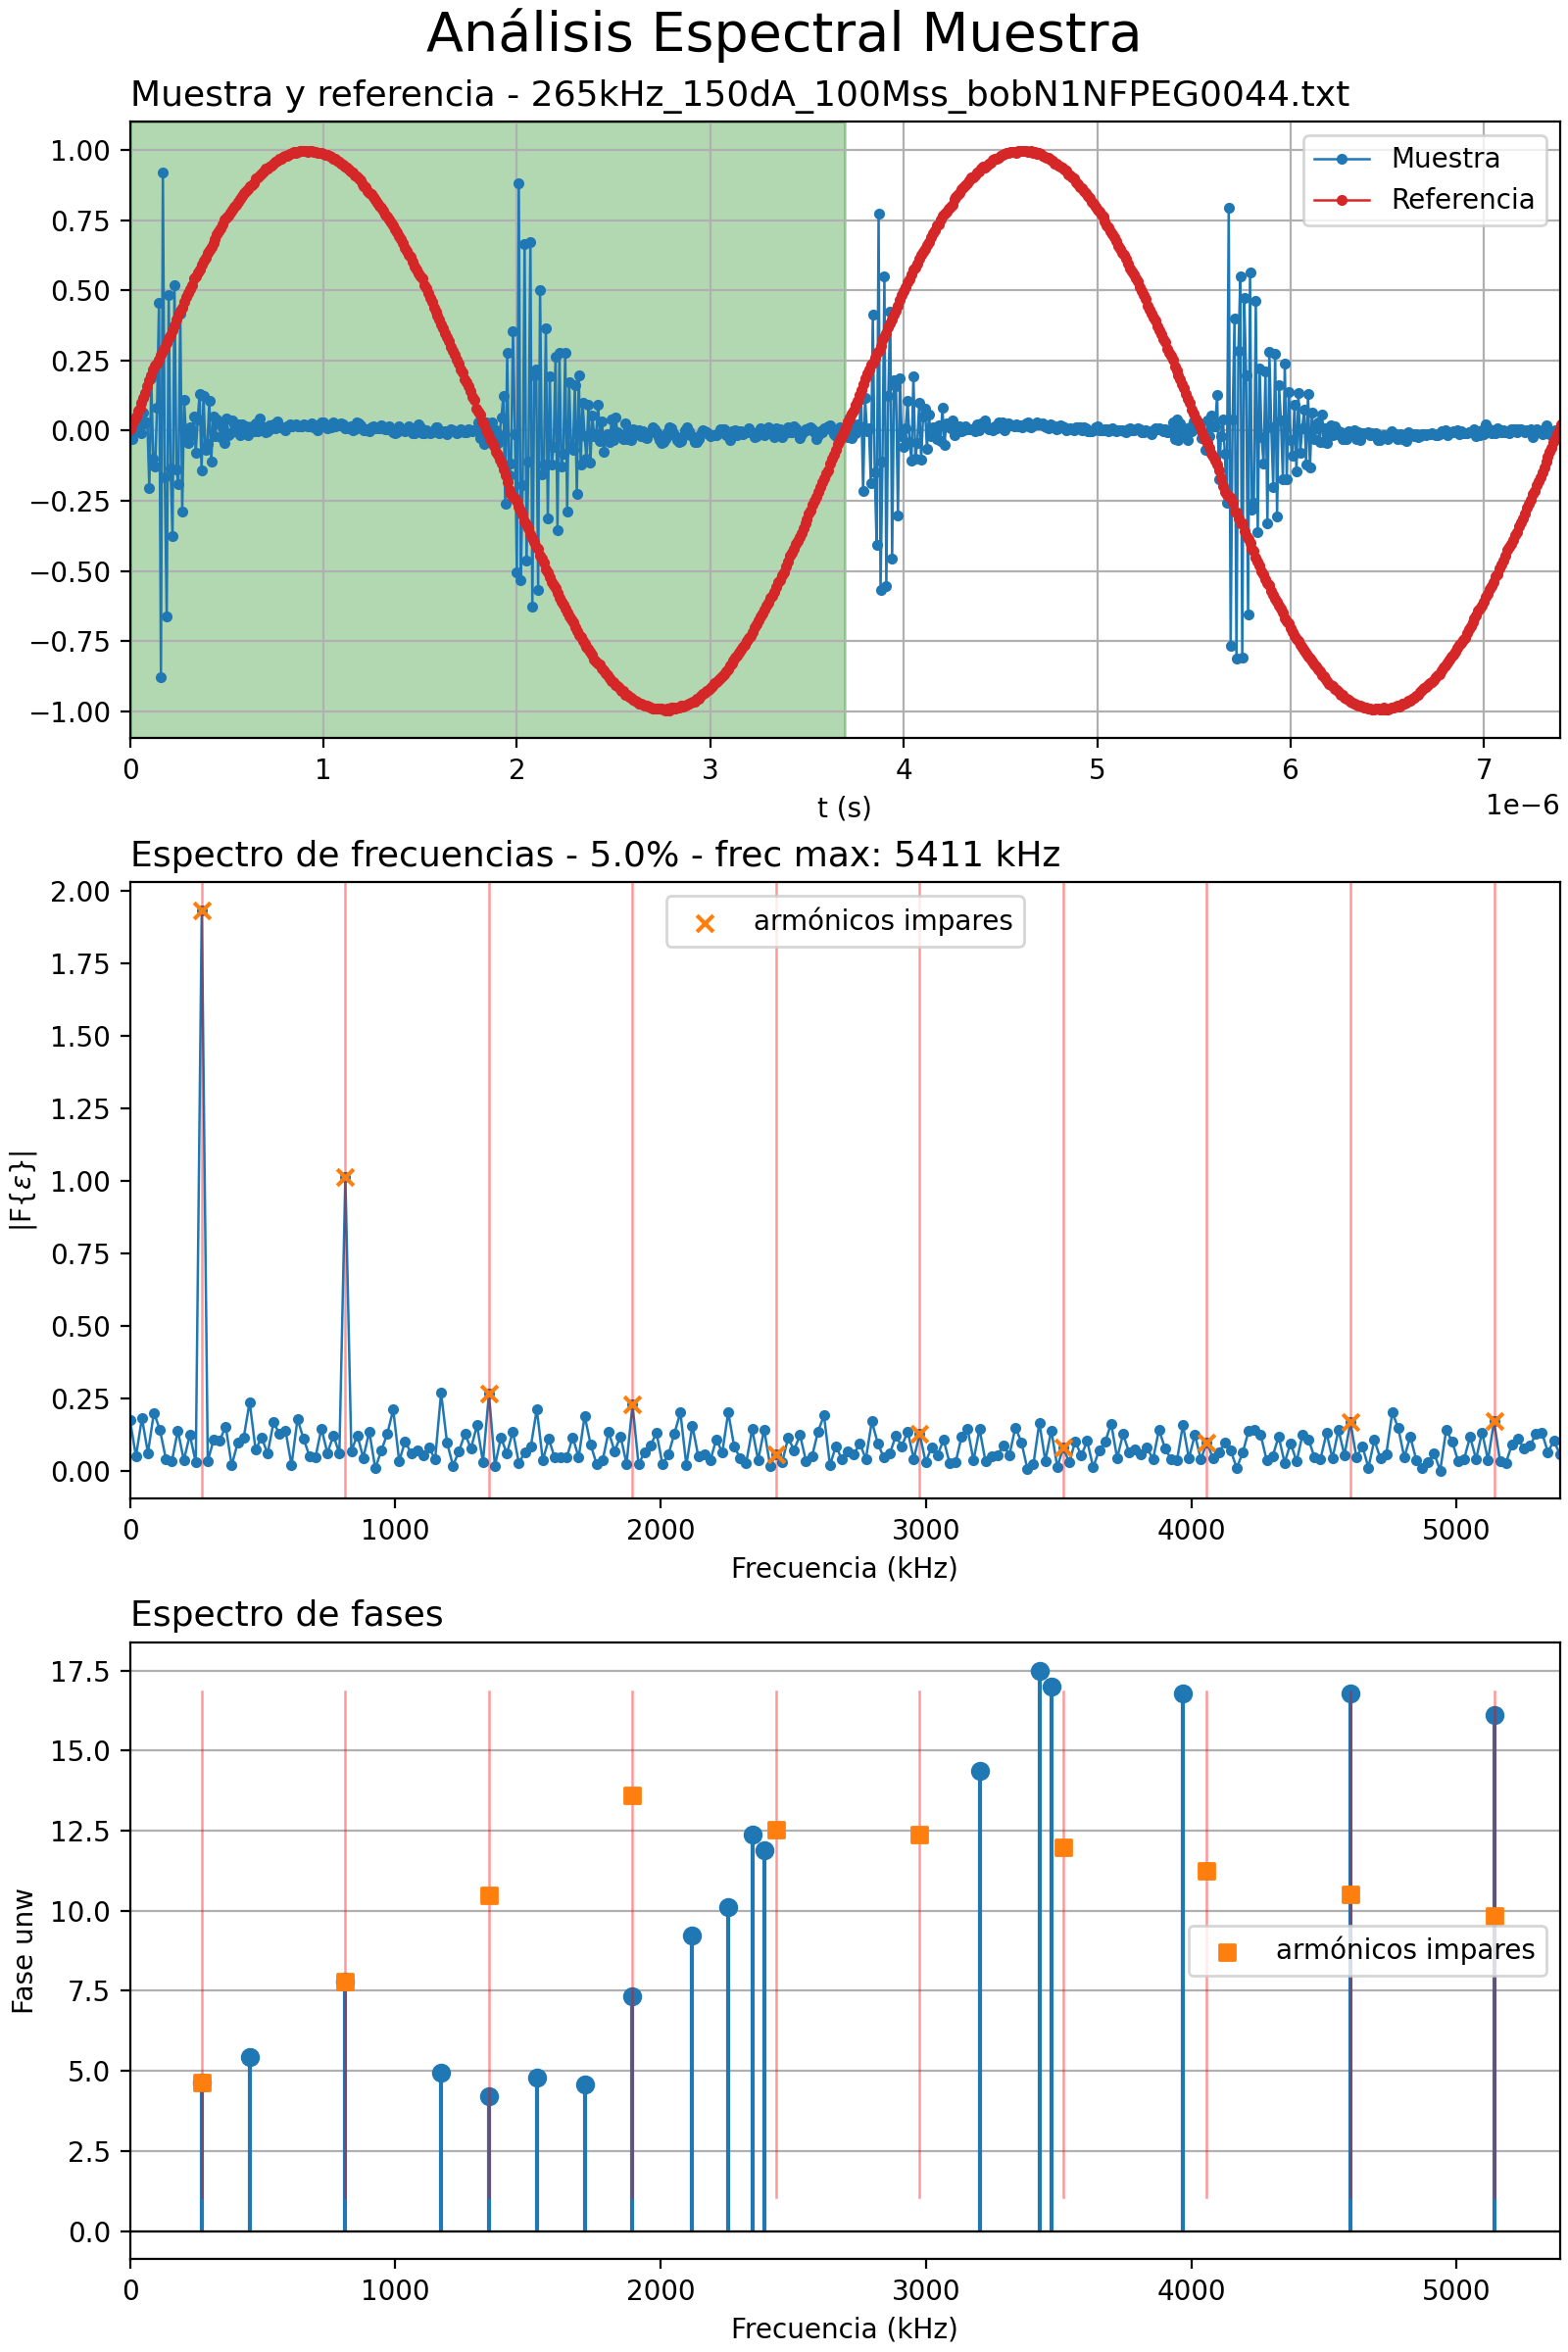 Análisis Espectral Muestra
Muestra y referencia - 265kHz_150dA_100Mss_bobN1NFPEG0044.txt
1.00
0.75
0.50
0.25
0.00
−0.25
−0.50
−0.75
−1.00
Muestra
Referencia
0 1 2 3 4 5 6 7
t (s)
1e−6
Espectro de frecuencias - 5.0% - frec max: 5411 kHz
2.00
1.75
1.50
1.25
1.00
0.75
0.50
0.25
0.00
|F{ε}|
armónicos impares
0 1000 2000 3000 4000 5000
Frecuencia (kHz)
Espectro de fases
17.5
15.0
12.5
10.0
7.5
5.0
2.5
0.0
Fase unw
armónicos impares
0 1000 2000 3000 4000 5000
Frecuencia (kHz)